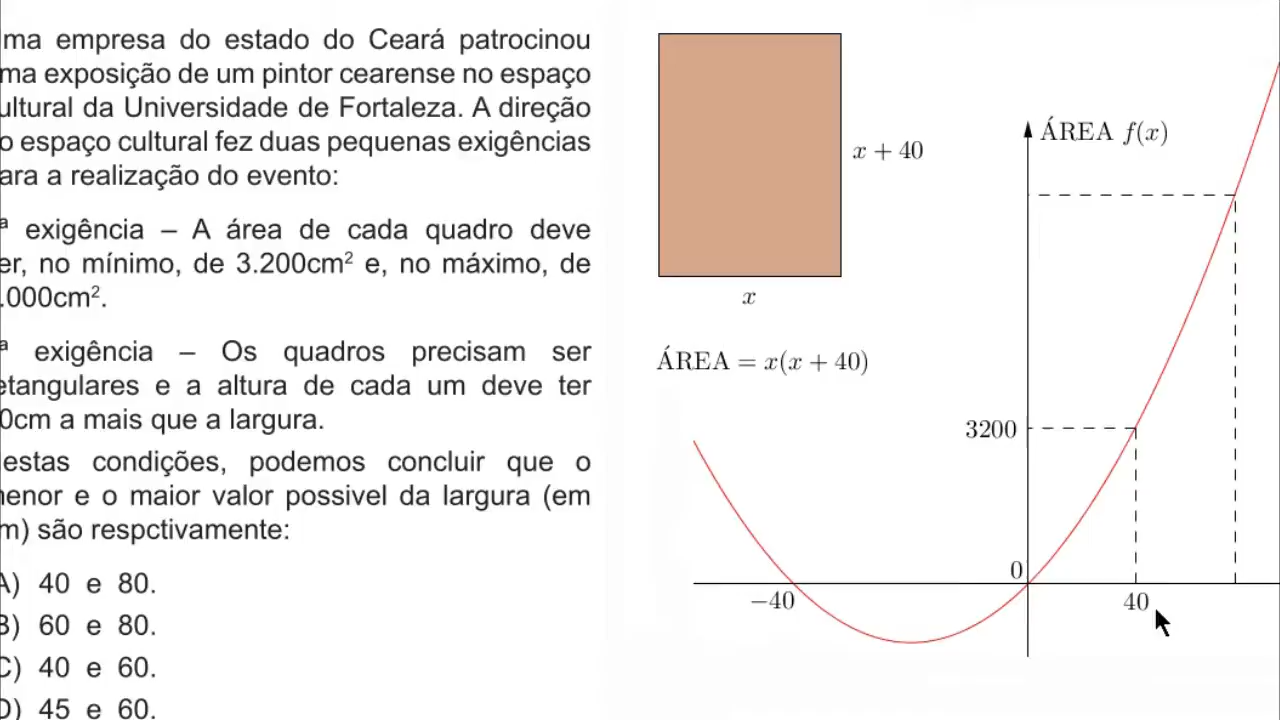 ma empresa do estado do Ceará patrocinou
ma exposição de um pintor cearense no espaço
ultural da Universidade de Fortaleza. A direção
o espaço cultural fez duas pequenas exigências
ara a realização do evento:
ª exigência – A área de cada quadro deve
er, no mínimo, de 3.200cm² e, no máximo, de
.000cm².
ª exigência – Os quadros precisam ser
etangulares e a altura de cada um deve ter
0cm a mais que a largura.
estas condições, podemos concluir que o
enor e o maior valor possivel da largura (em
m) são respctivamente:
A) 40 e 80.
B) 60 e 80.
C) 40 e 60.
D) 45 e 60.
x + 40
x
ÁREA = x(x + 40)
ÁREA f(x)
3200
0
−40
40